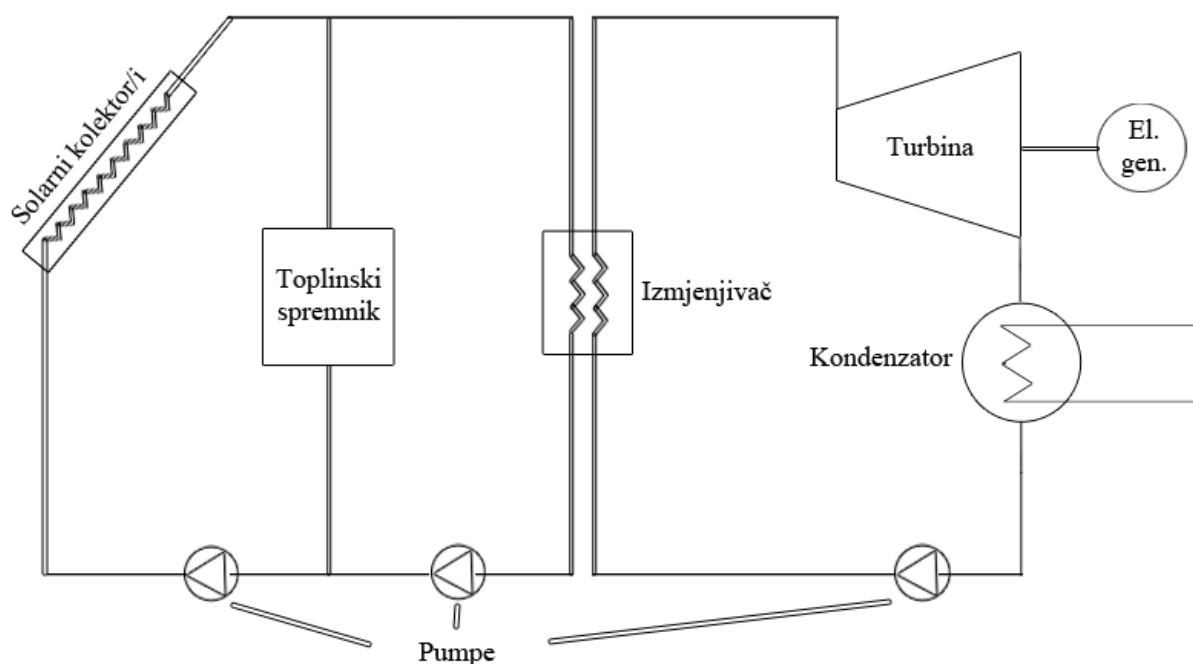 Solarni kolektor/i
Turbina
El.
gen.
Toplinski
spremnik
Izmjenjivač
Kondenzator
Pumpe